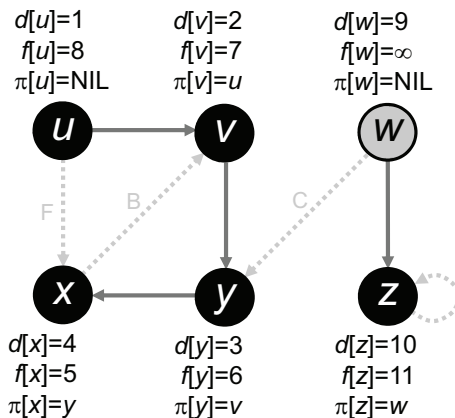 d[u]=1
f[u]=8
π[u]=NIL
d[v]=2
f[v]=7
π[v]=u
d[w]=9
f[w]=∞
π[w]=NIL
u
v
w
F
B
C
x
y
z
d[x]=4
f[x]=5
π[x]=y
d[y]=3
f[y]=6
π[y]=v
d[z]=10
f[z]=11
π[z]=w